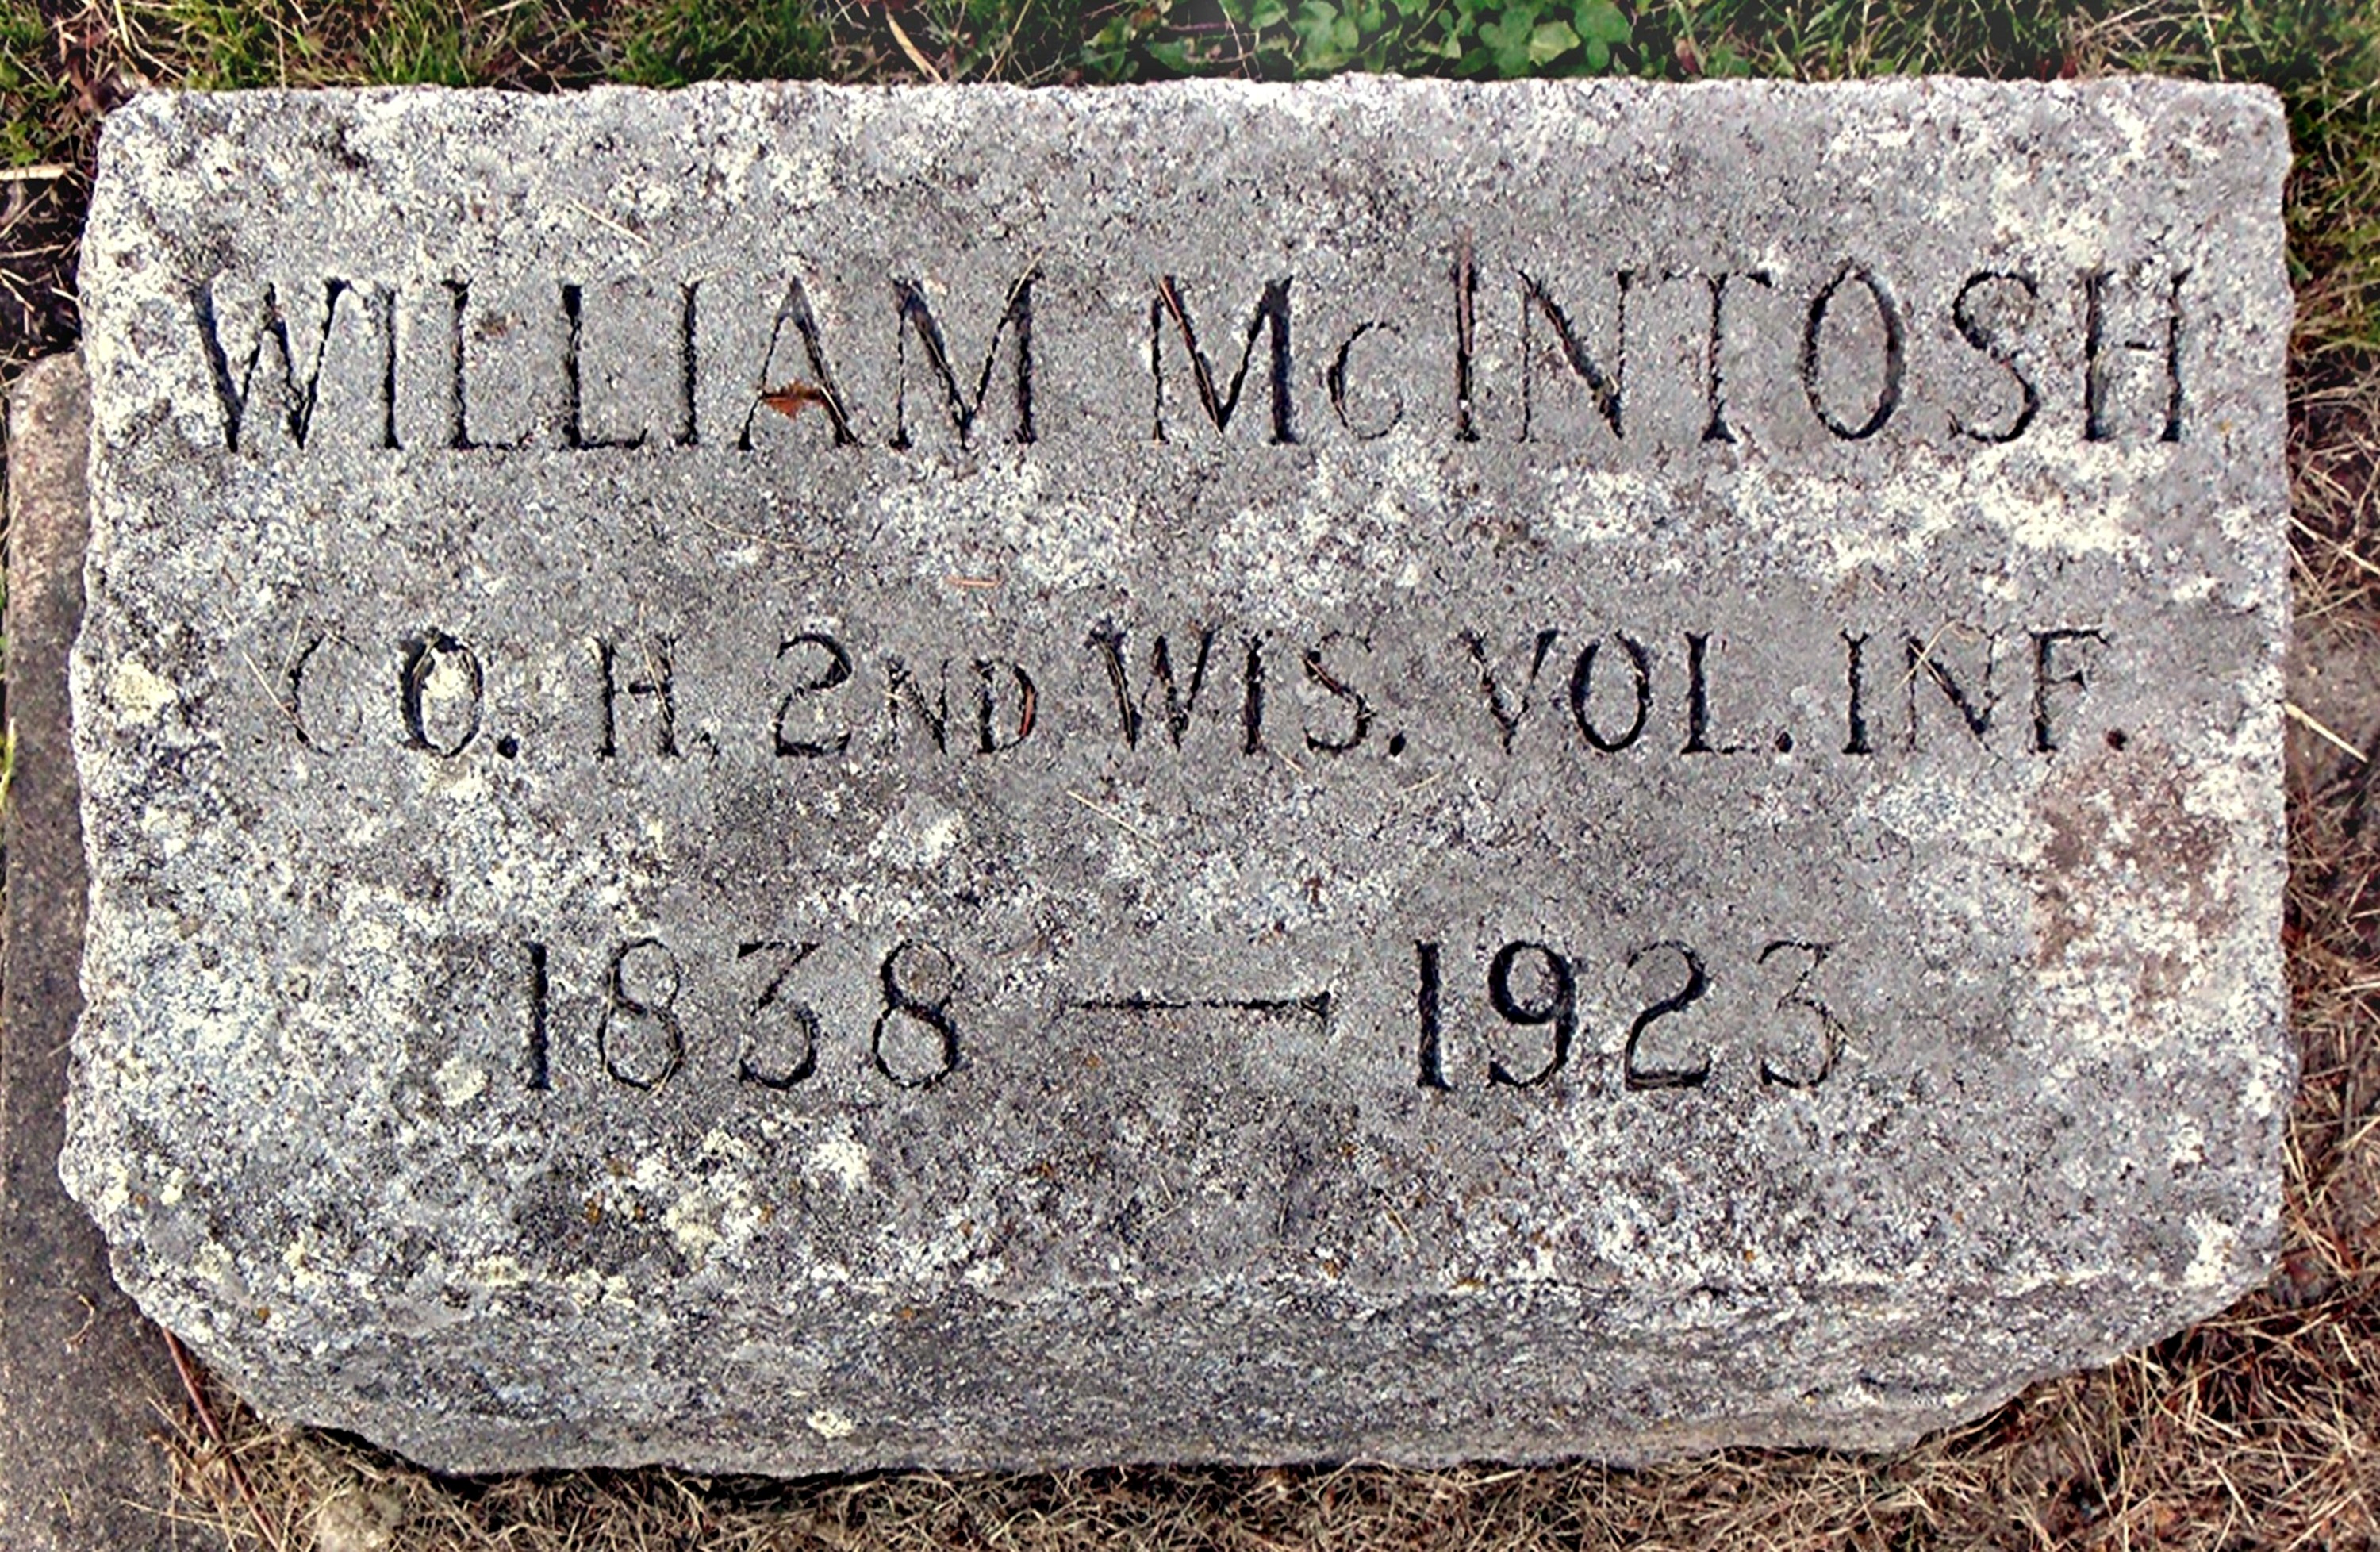 WILLIAM McINTOSH
CO. H. 2ND WIS. VOL. INF.
1838 — 1923